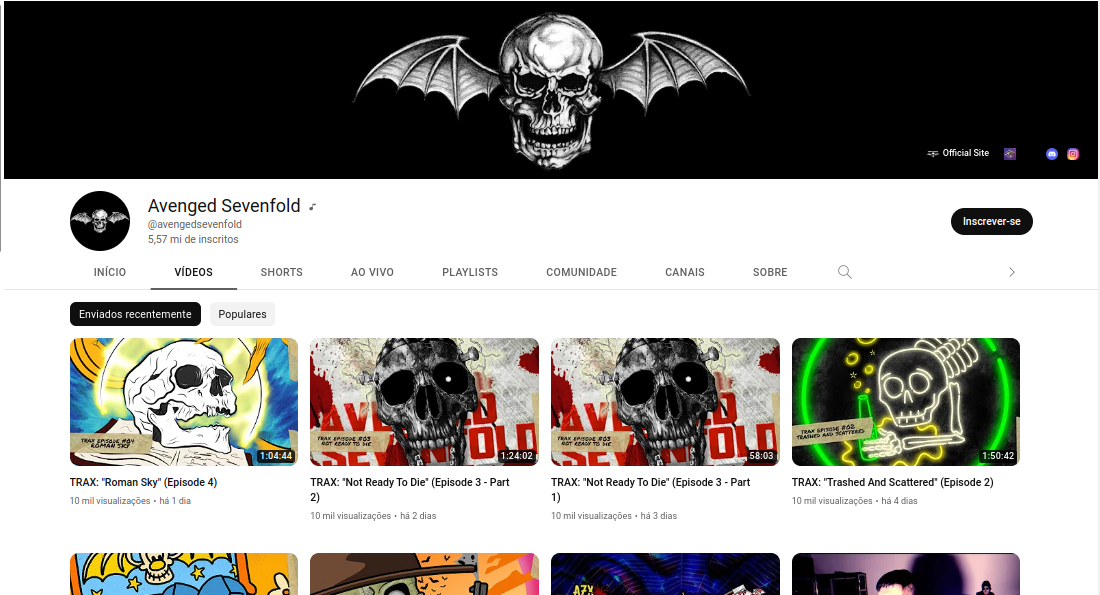 Official Site
Avenged Sevenfold
@avengedsevenfold
5,57 mi de inscritos
Inscrever-se
INÍCIO VÍDEOS SHORTS AO VIVO PLAYLISTS COMUNIDADE CANAIS SOBRE
Enviados recentemente Populares
TRAX EPISODE #04
ROMAN SKY
1:04:44
TRAX EPISODE #03
NOT READY TO DIE
1:24:02
TRAX EPISODE #03
NOT READY TO DIE
58:03
TRAX EPISODE #02:
TRASHED AND SCATTERED
1:50:42
TRAX: "Roman Sky" (Episode 4)
10 mil visualizações • há 1 dia
TRAX: "Not Ready To Die" (Episode 3 - Part
2)
10 mil visualizações • há 2 dias
TRAX: "Not Ready To Die" (Episode 3 - Part
1)
10 mil visualizações • há 3 dias
TRAX: "Trashed And Scattered" (Episode 2)
10 mil visualizações • há 4 dias